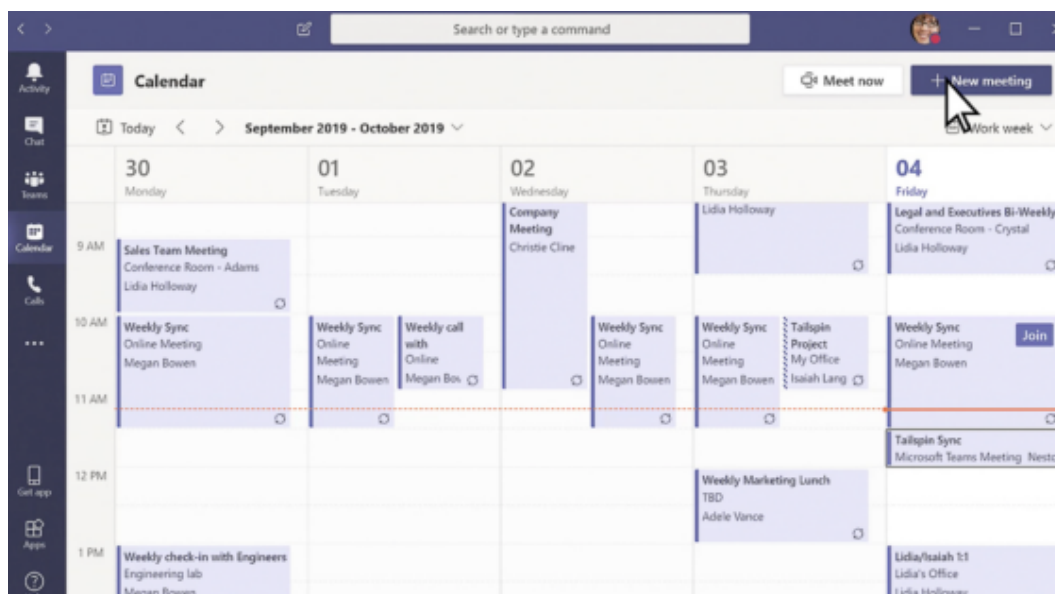 Search or type a command
Activity
Chat
Teams
Calendar
Calls
Get app
Apps
Calendar
Meet now
+ New meeting
Today
September 2019 - October 2019
Work week
30
Monday
01
Tuesday
02
Wednesday
03
Thursday
04
Friday
9 AM
10 AM
11 AM
12 PM
1 PM
Sales Team Meeting
Conference Room - Adams
Lidia Holloway
Weekly Sync
Online Meeting
Megan Bowen
Weekly check-in with Engineers
Engineering lab
Megan Bowen
Weekly Sync
Online
Meeting
Megan Bowen
Weekly call
with
Online
Megan Bow
Company
Meeting
Christie Cline
Weekly Sync
Online
Meeting
Megan Bowen
Lidia Holloway
Weekly Sync
Online
Meeting
Megan Bowen
Tailspin
Project
My Office
Isaiah Lang
Weekly Marketing Lunch
TBD
Adele Vance
Legal and Executives Bi-Weekly
Conference Room - Crystal
Lidia Holloway
Weekly Sync
Online Meeting
Megan Bowen
Join
Tailspin Sync
Microsoft Teams Meeting Nesto
Lidia/Isaiah 1:1
Lidia's Office
Lidia Holloway